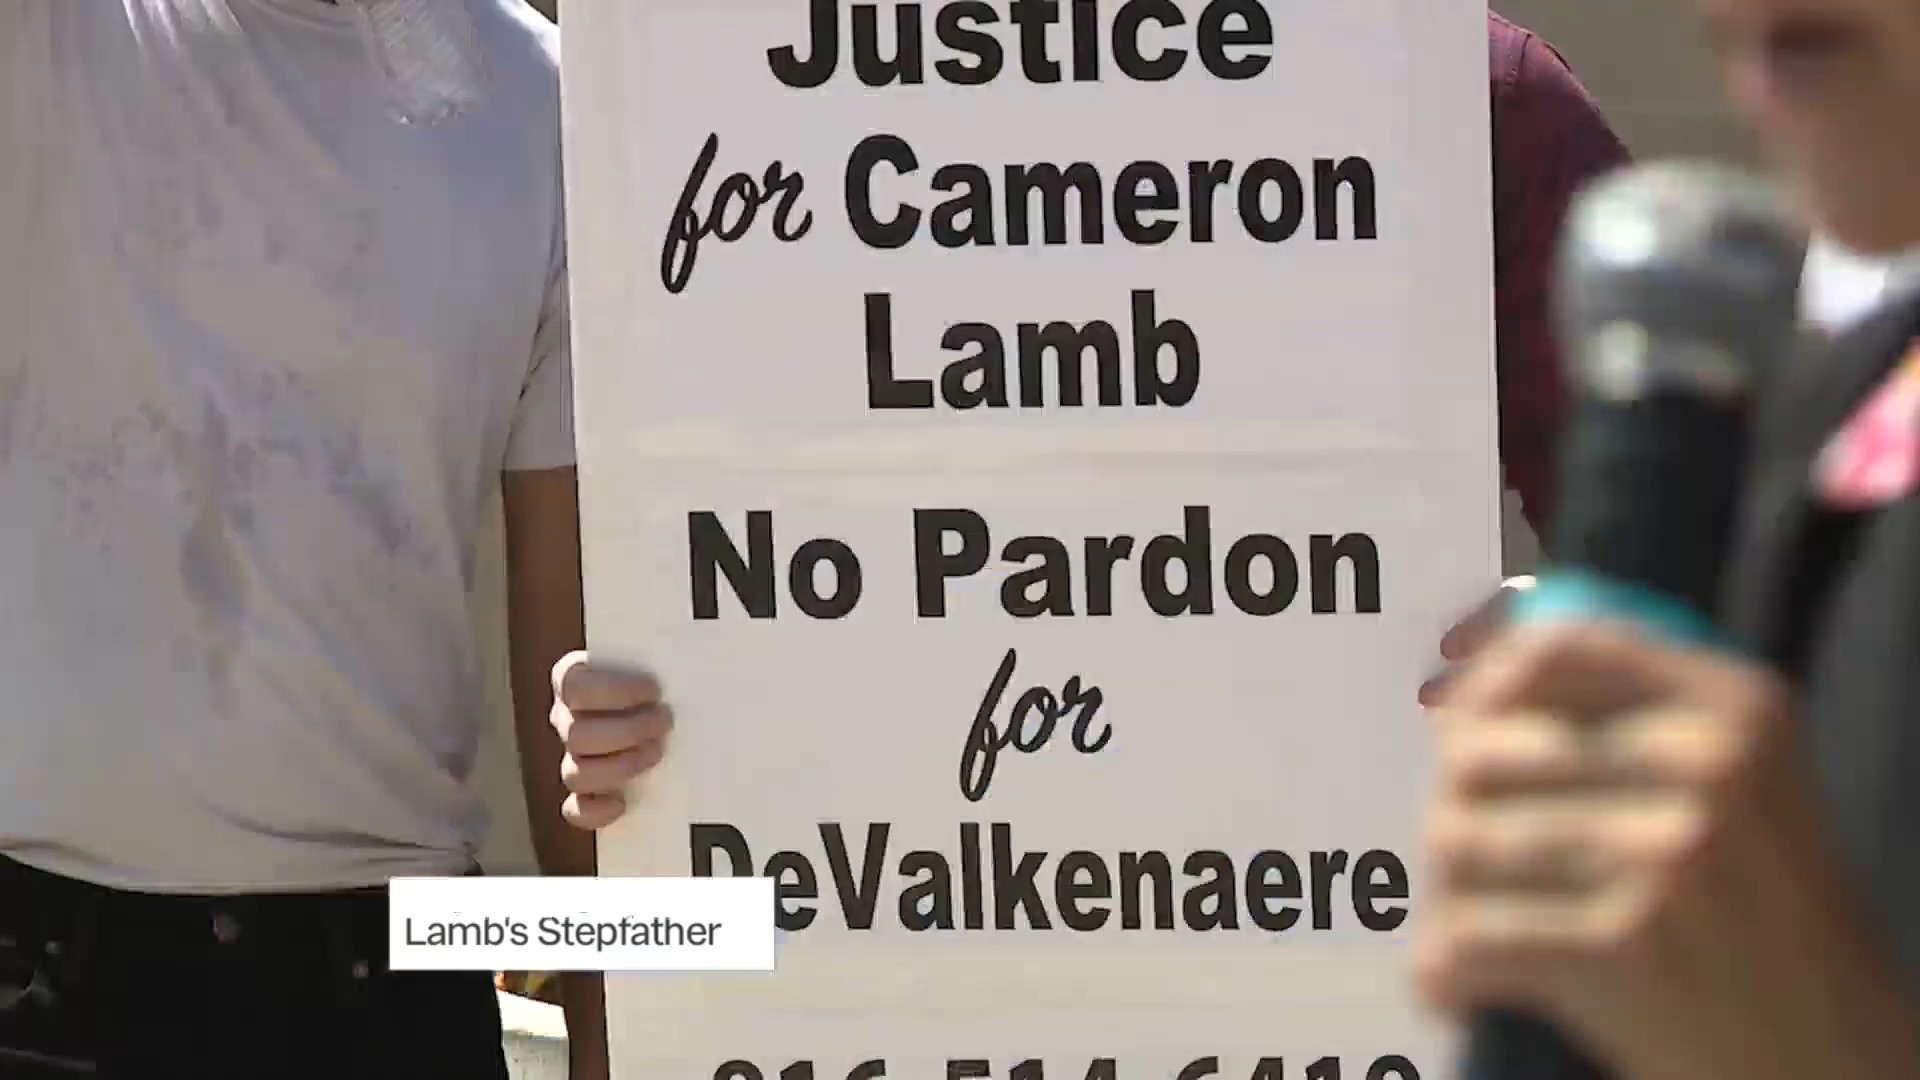 Justice
for Cameron
Lamb
No Pardon
for
DeValkenaere
Lamb's Stepfather